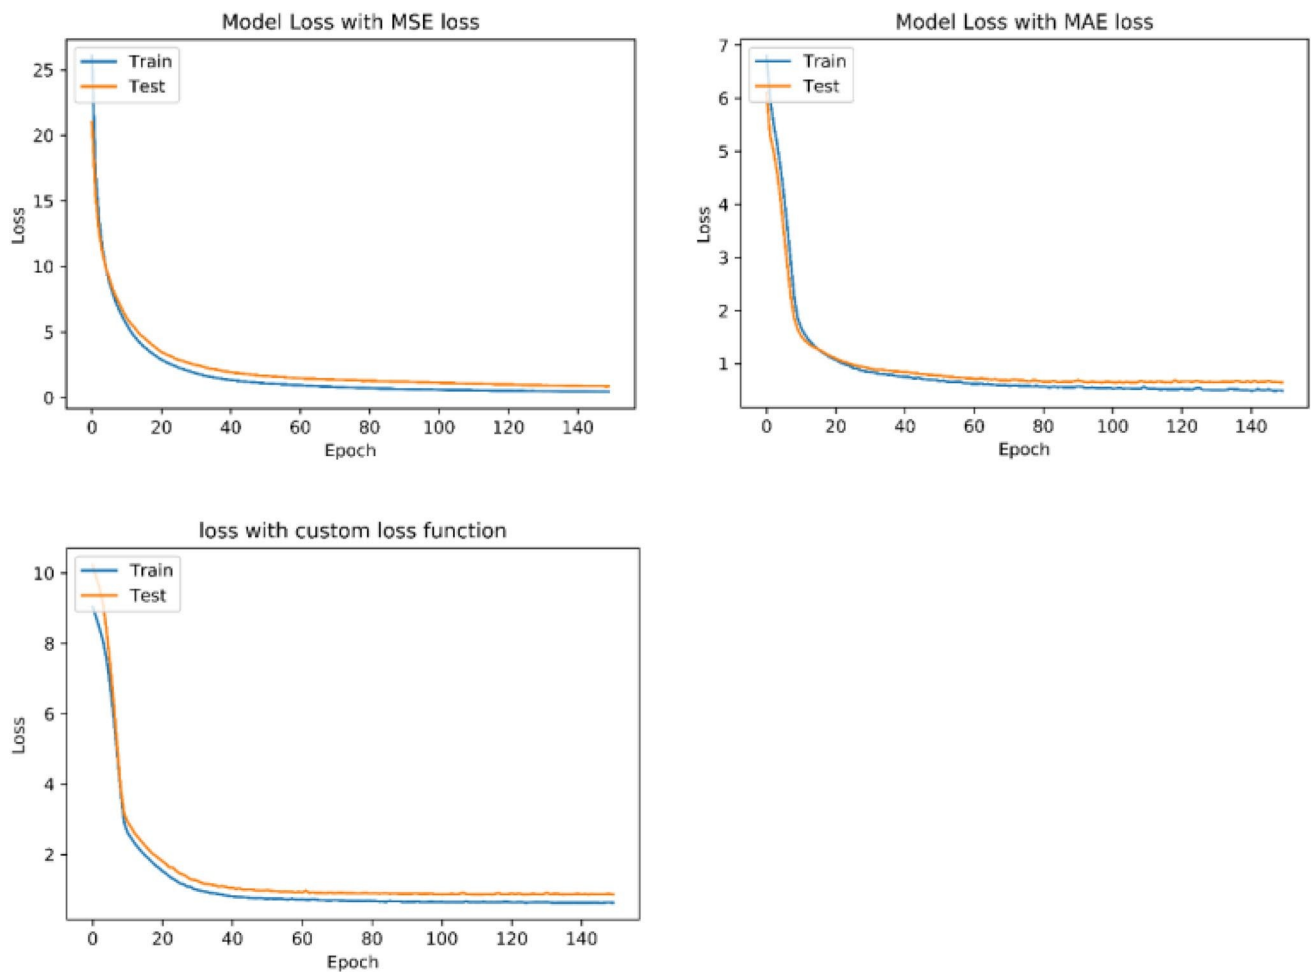 Model Loss with MSE loss
Train
Test
25
20
15
10
5
0
Loss
0 20 40 60 80 100 120 140
Epoch
Model Loss with MAE loss
Train
Test
7
6
5
4
3
2
1
Loss
0 20 40 60 80 100 120 140
Epoch
loss with custom loss function
Train
Test
10
8
6
4
2
Loss
0 20 40 60 80 100 120 140
Epoch